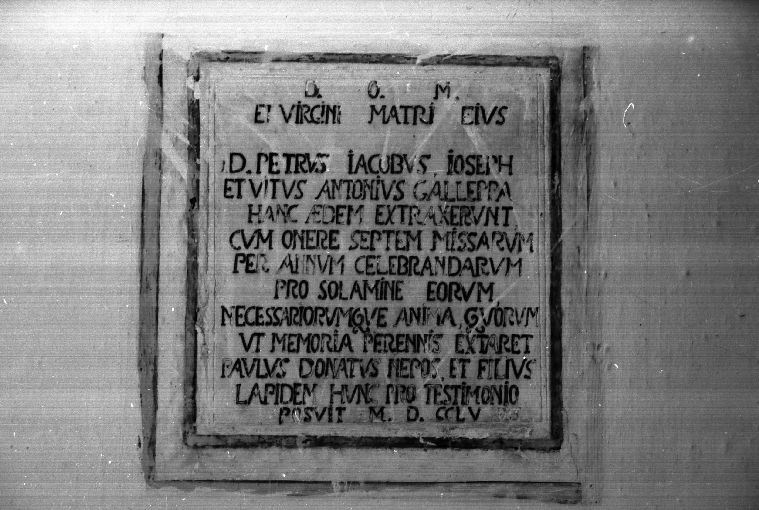 D. O. M.
ET VIRGINI MATRI EIVS
D. PETRVS IACOBVS IOSEPH
ET VITVS ANTONIVS GALLEPPA
HANC ÆDEM EXTRAXERVNT
CVM ONERE SEPTEM MISSARVM
PER ANNVM CELEBRANDARVM
PRO SOLAMINE EORVM
NECESSARIORVMQVE ANIMA, QVORVM
VT MEMORIA PERENNIS EXTARET
PAVLVS DONATVS NEPOS, ET FILIVS
LAPIDEM HVNC PRO TESTIMONIO
POSVIT M. D. CCLV